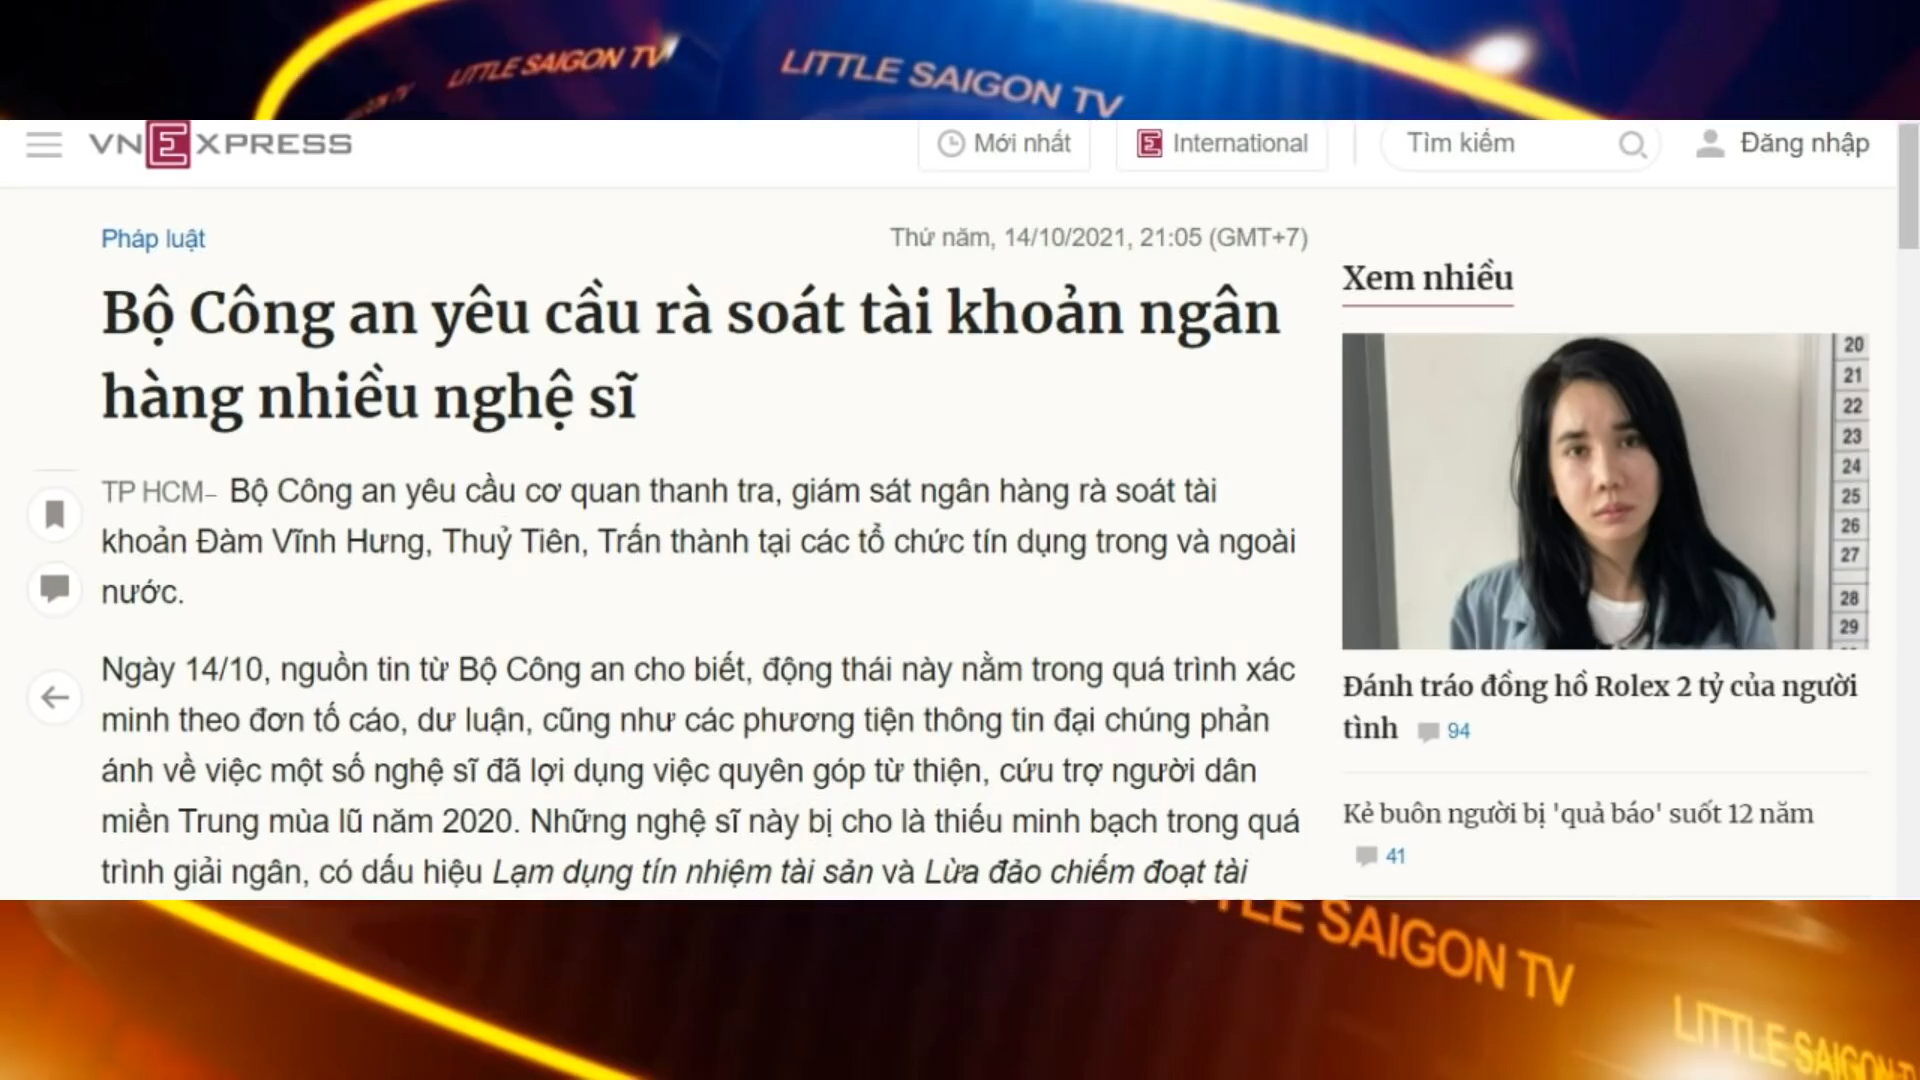 LITTLE SAIGON TV
LITTLE SAIGON TV
VNEXPRESS
Mới nhất
International
Tìm kiếm
Đăng nhập
Pháp luật
Thứ năm, 14/10/2021, 21:05 (GMT+7)
Bộ Công an yêu cầu rà soát tài khoản ngân
hàng nhiều nghệ sĩ
TP HCM– Bộ Công an yêu cầu cơ quan thanh tra, giám sát ngân hàng rà soát tài
khoản Đàm Vĩnh Hưng, Thuỷ Tiên, Trấn thành tại các tổ chức tín dụng trong và ngoài
nước.
Ngày 14/10, nguồn tin từ Bộ Công an cho biết, động thái này nằm trong quá trình xác
minh theo đơn tố cáo, dư luận, cũng như các phương tiện thông tin đại chúng phản
ánh về việc một số nghệ sĩ đã lợi dụng việc quyên góp từ thiện, cứu trợ người dân
miền Trung mùa lũ năm 2020. Những nghệ sĩ này bị cho là thiếu minh bạch trong quá
trình giải ngân, có dấu hiệu Lạm dụng tín nhiệm tài sản và Lừa đảo chiếm đoạt tài
Xem nhiều
20
21
22
23
24
25
26
27
28
29
Đánh tráo đồng hồ Rolex 2 tỷ của người
tình 94
Kẻ buôn người bị 'quả báo' suốt 12 năm
41
TLE SAIGON TV
LITTLE SAIGON T